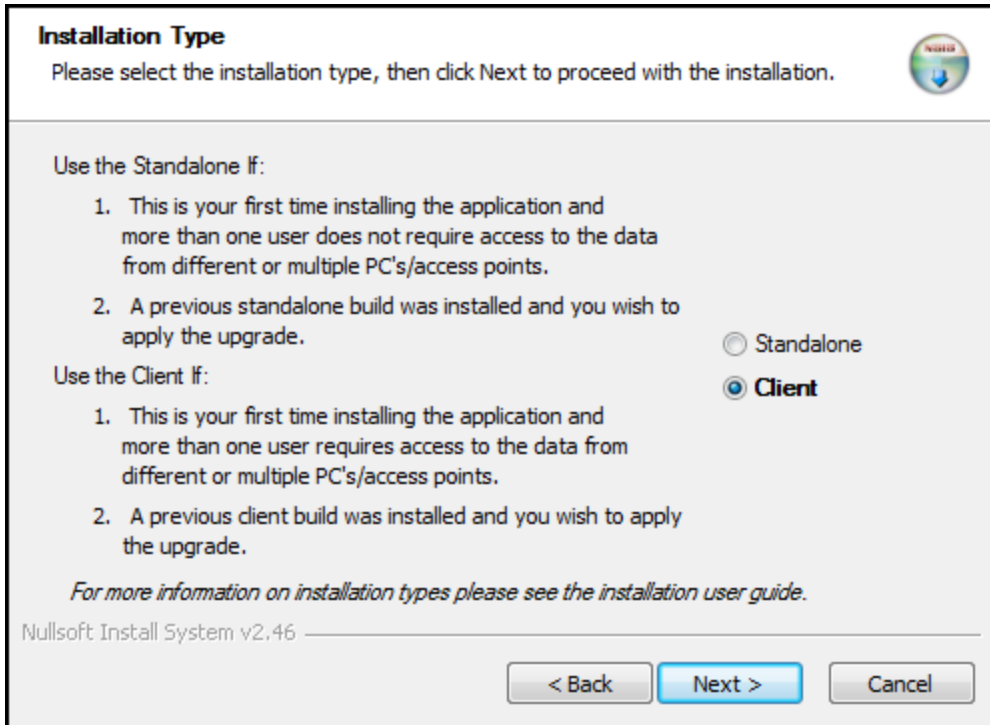 Installation Type
Please select the installation type, then click Next to proceed with the installation.
NSIS
Use the Standalone If:
1. This is your first time installing the application and
more than one user does not require access to the data
from different or multiple PC's/access points.
2. A previous standalone build was installed and you wish to
apply the upgrade.
Standalone
Use the Client If:
Client
1. This is your first time installing the application and
more than one user requires access to the data from
different or multiple PC's/access points.
2. A previous client build was installed and you wish to apply
the upgrade.
For more information on installation types please see the installation user guide.
Nullsoft Install System v2.46
< Back Next > Cancel